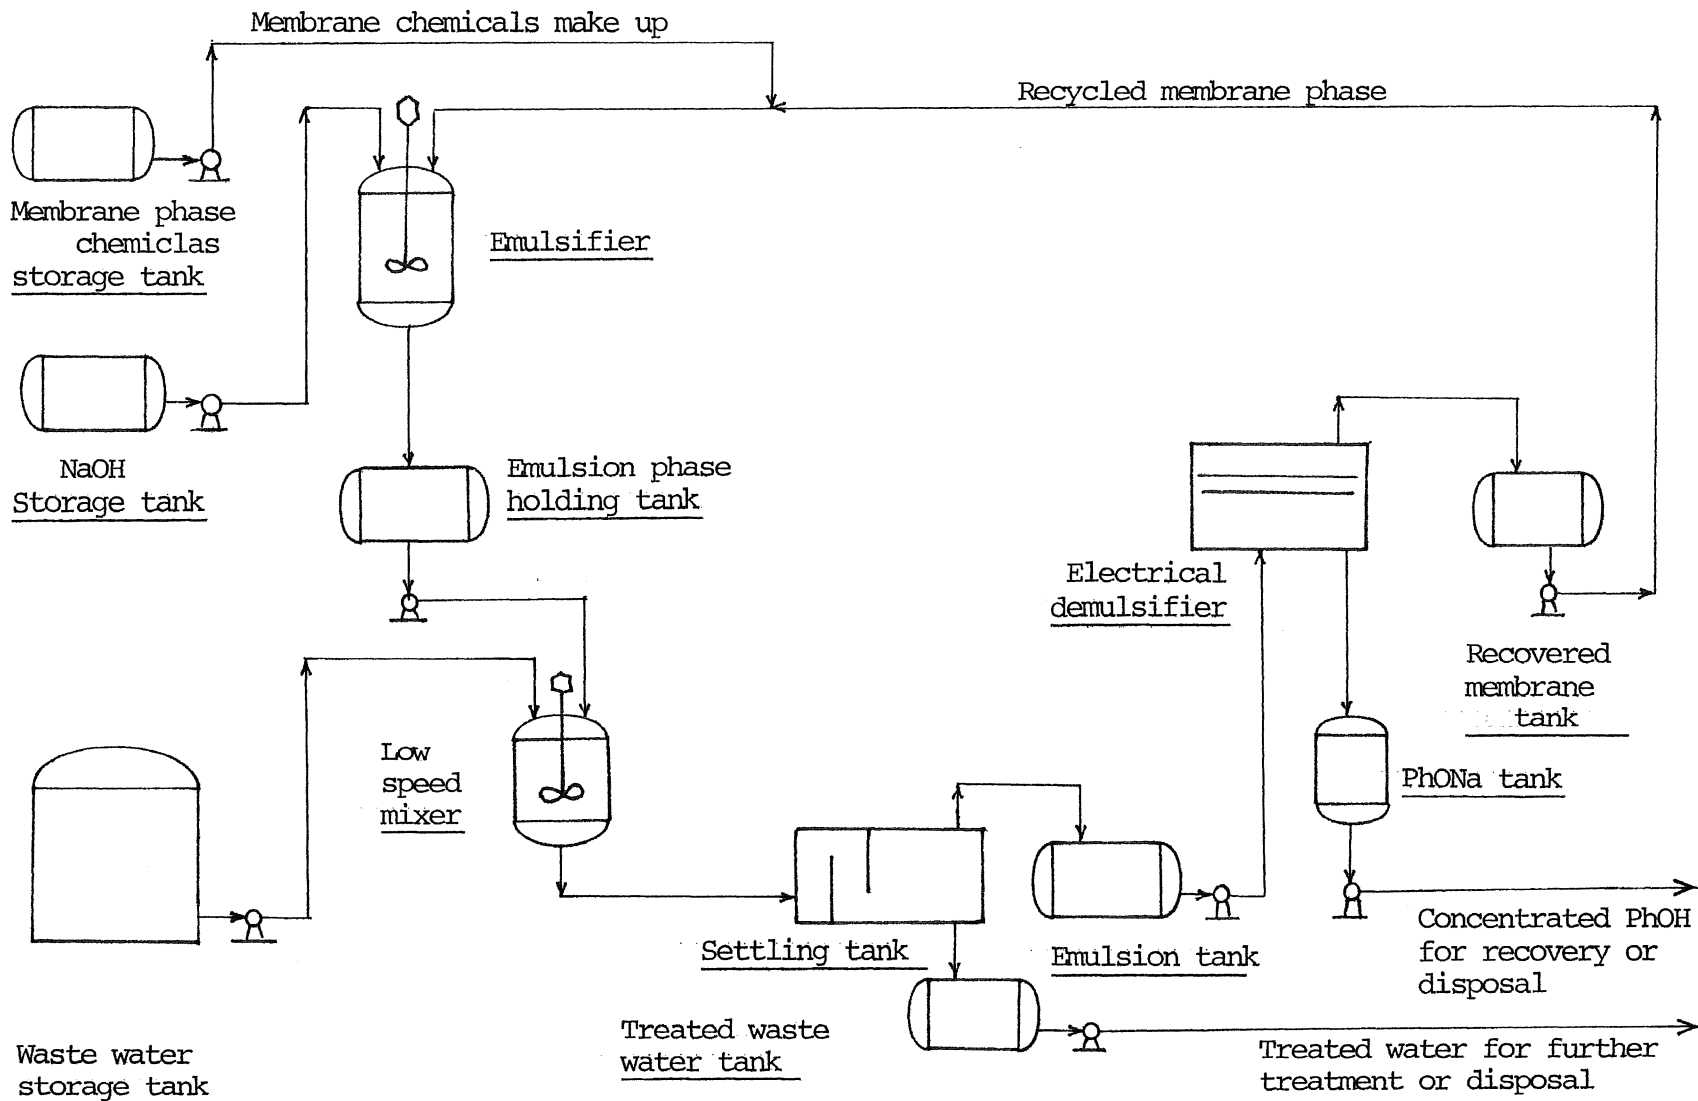 Membrane chemicals make up
Recycled membrane phase
Membrane phase
chemiclas
storage tank
Emulsifier
NaOH
Storage tank
Emulsion phase
holding tank
Electrical
demulsifier
Recovered
membrane
tank
Low
speed
mixer
PhONa tank
Settling tank
Emulsion tank
Concentrated PhOH
for recovery or
disposal
Treated waste
water tank
Waste water
storage tank
Treated water for further
treatment or disposal